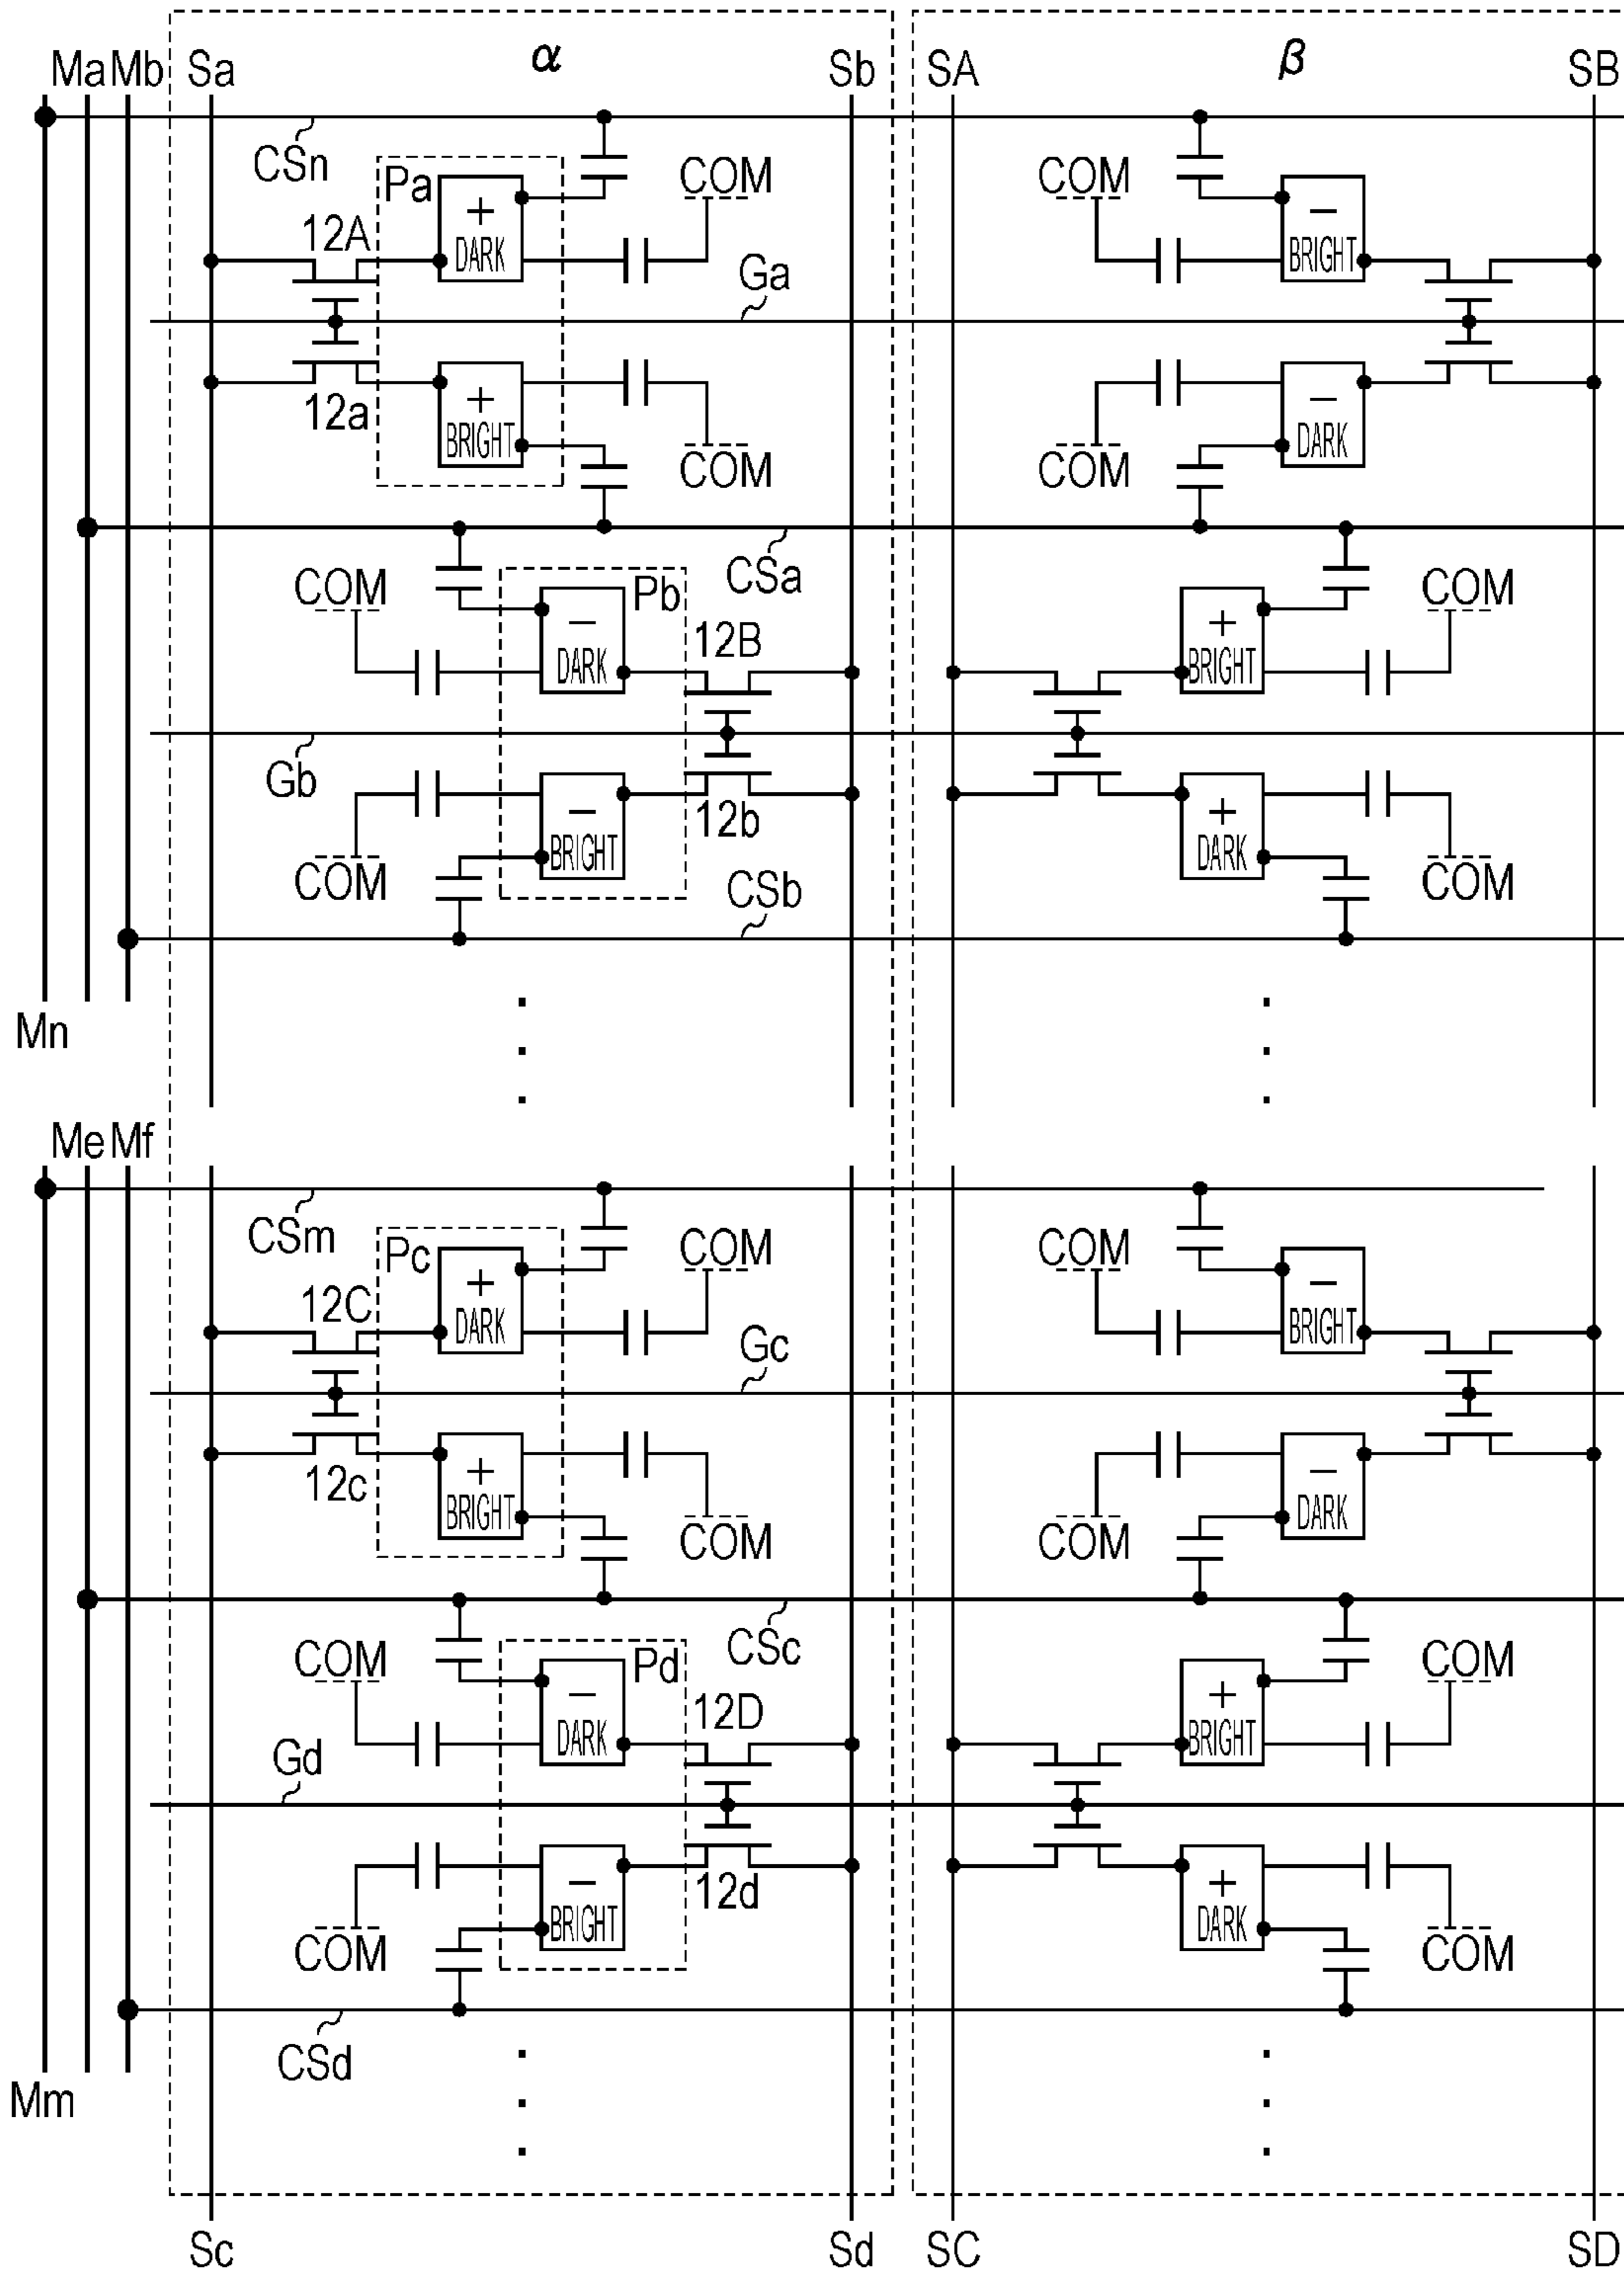 Ma Mb Sa α Sb SA β SB
CSn
Pa
+
DARK
COM
COM
−
BRIGHT
12A
Ga
12a
+
BRIGHT
COM
COM
−
DARK
CSa
COM
Pb
−
DARK
12B
+
BRIGHT
COM
Gb
COM
−
BRIGHT
12b
+
DARK
COM
CSb
Mn
Me Mf
CSm
Pc
+
DARK
COM
COM
−
BRIGHT
12C
Gc
12c
+
BRIGHT
COM
COM
−
DARK
CSc
COM
Pd
−
DARK
12D
+
BRIGHT
COM
Gd
COM
−
BRIGHT
12d
+
DARK
COM
CSd
Mm
Sc Sd SC SD